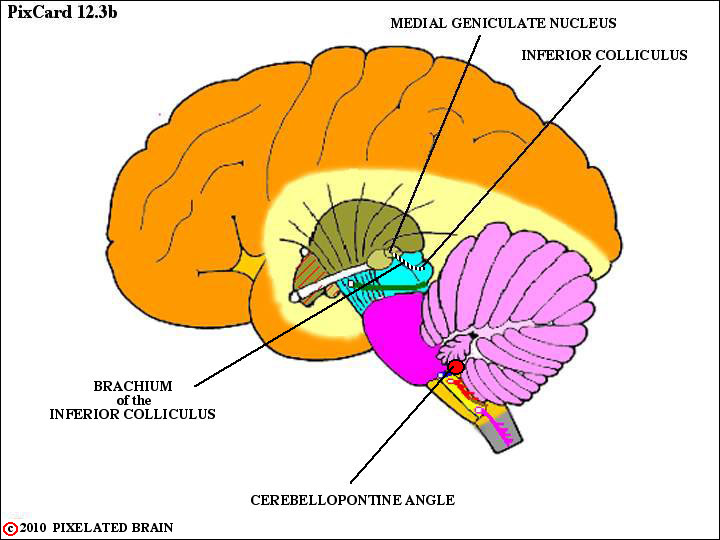 PixCard 12.3b
MEDIAL GENICULATE NUCLEUS
INFERIOR COLLICULUS
BRACHIUM
of the
INFERIOR COLLICULUS
CEREBELLOPONTINE ANGLE
c 2010 PIXELATED BRAIN